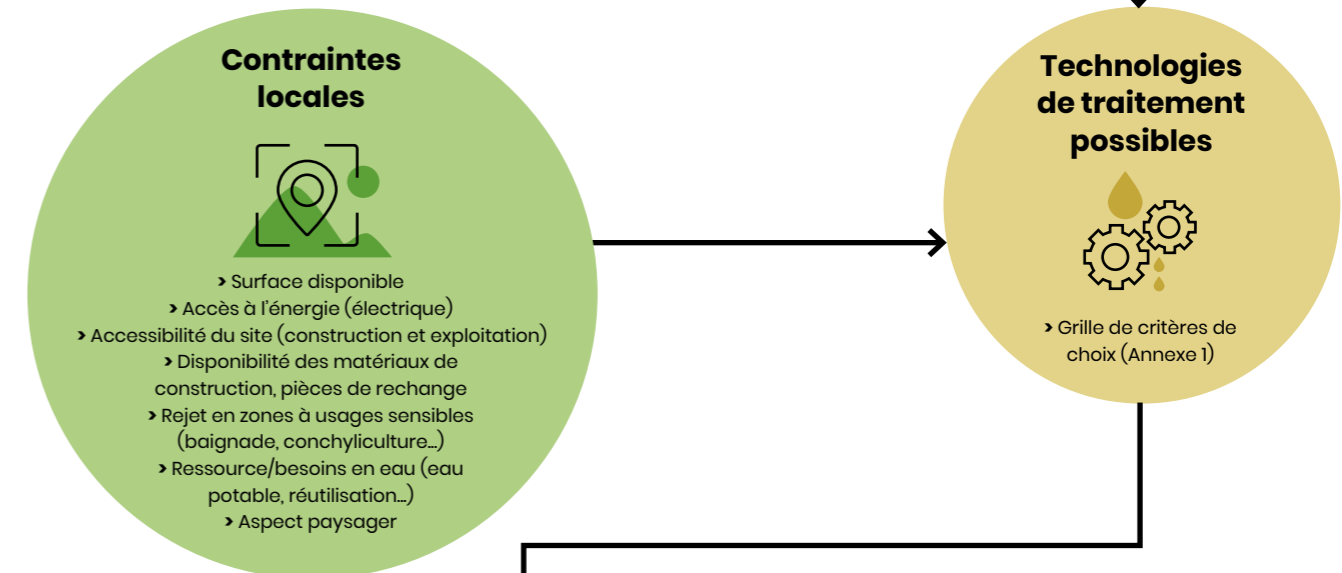 Contraintes
locales
> Surface disponible
> Accès à l'énergie (électrique)
> Accessibilité du site (construction et exploitation)
> Disponibilité des matériaux de
construction, pièces de rechange
> Rejet en zones à usages sensibles
(baignade, conchyliculture...)
> Ressource/besoins en eau (eau
potable, réutilisation...)
> Aspect paysager
Technologies
de traitement
possibles
> Grille de critères de
choix (Annexe 1)